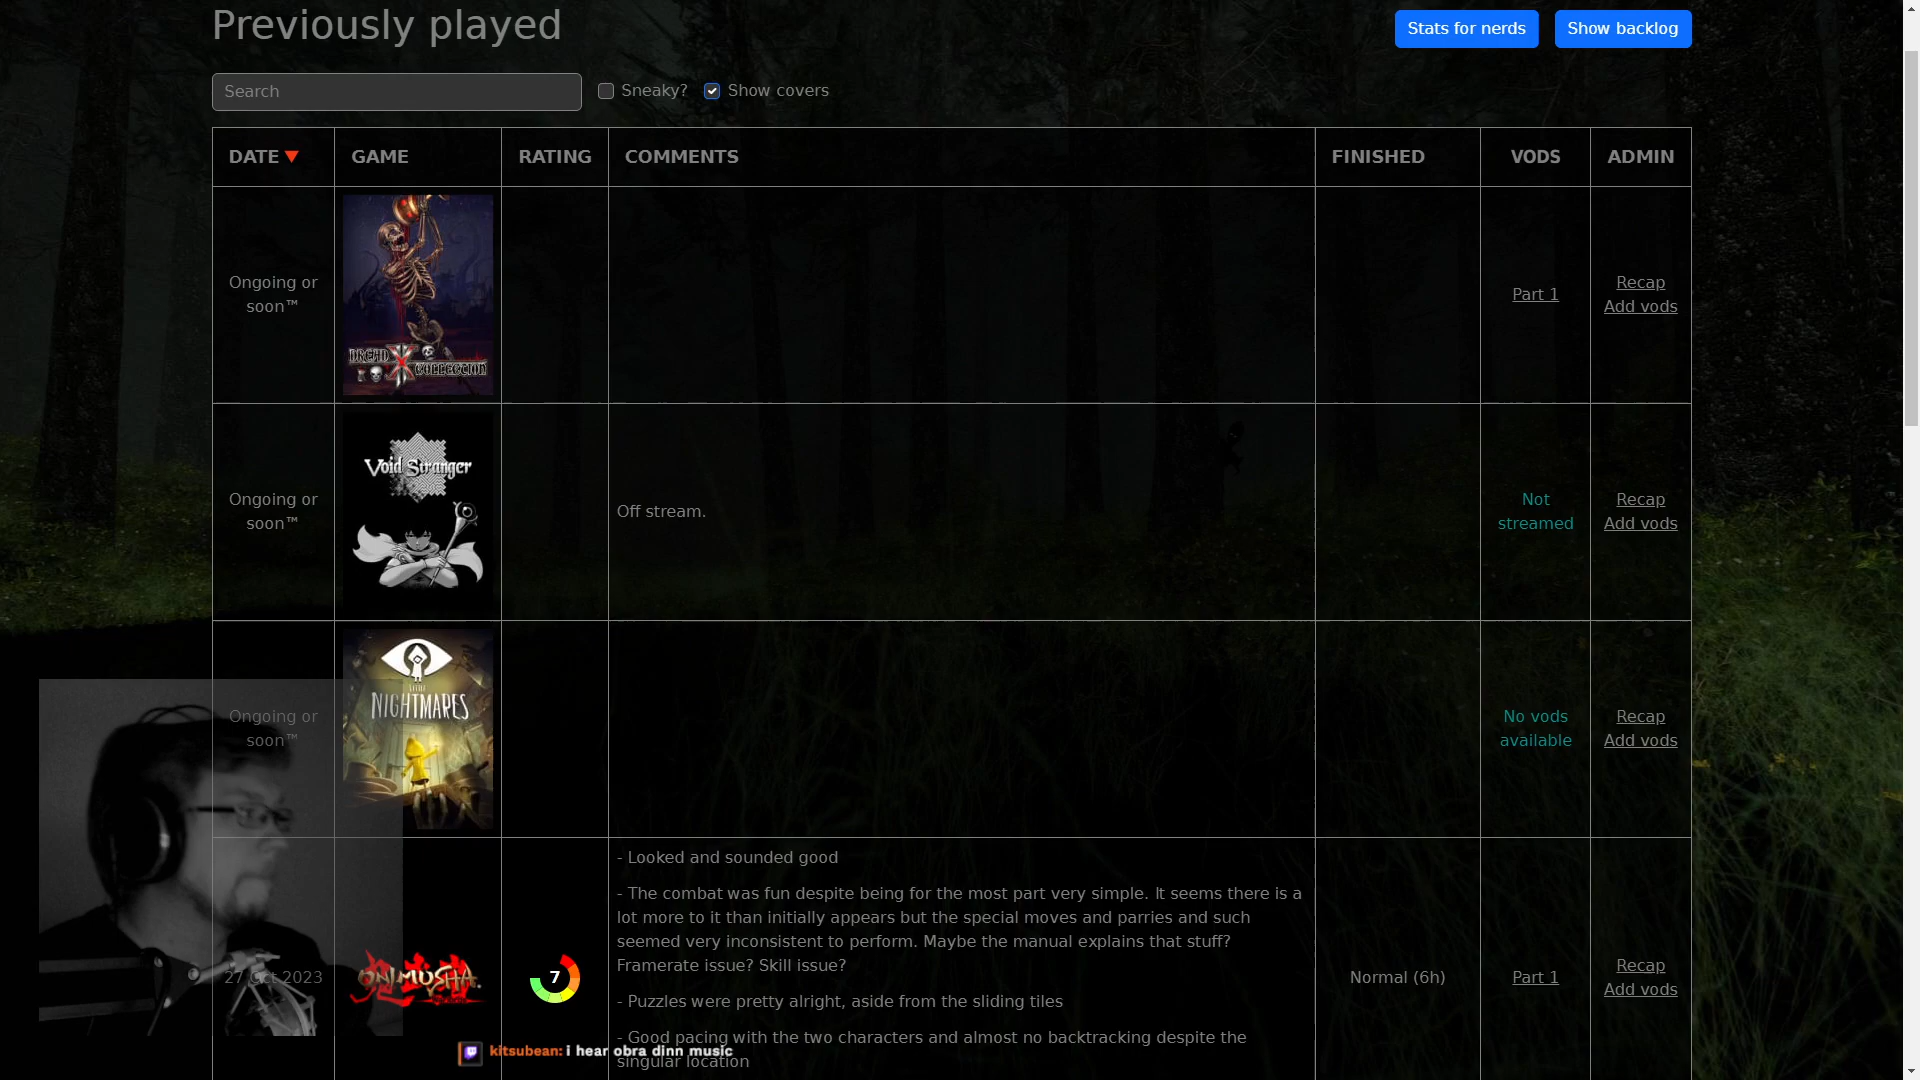 Previously played
Stats for nerds
Show backlog
Search
Sneaky?
Show covers
DATE
GAME
RATING
COMMENTS
FINISHED
VODS
ADMIN
Ongoing or
soon™
DREAD X
COLLECTION
Part 1
Recap
Add vods
Ongoing or
soon™
Void Stranger
Off stream.
Not
streamed
Recap
Add vods
Ongoing or
soon™
LITTLE
NIGHTMARES
No vods
available
Recap
Add vods
27 Oct 2023
ONIMUSHA
7
- Looked and sounded good
- The combat was fun despite being for the most part very simple. It seems there is a
lot more to it than initially appears but the special moves and parries and such
seemed very inconsistent to perform. Maybe the manual explains that stuff?
Framerate issue? Skill issue?
- Puzzles were pretty alright, aside from the sliding tiles
- Good pacing with the two characters and almost no backtracking despite the
singular location
Normal (6h)
Part 1
Recap
Add vods
kitsubean: i hear obra dinn music